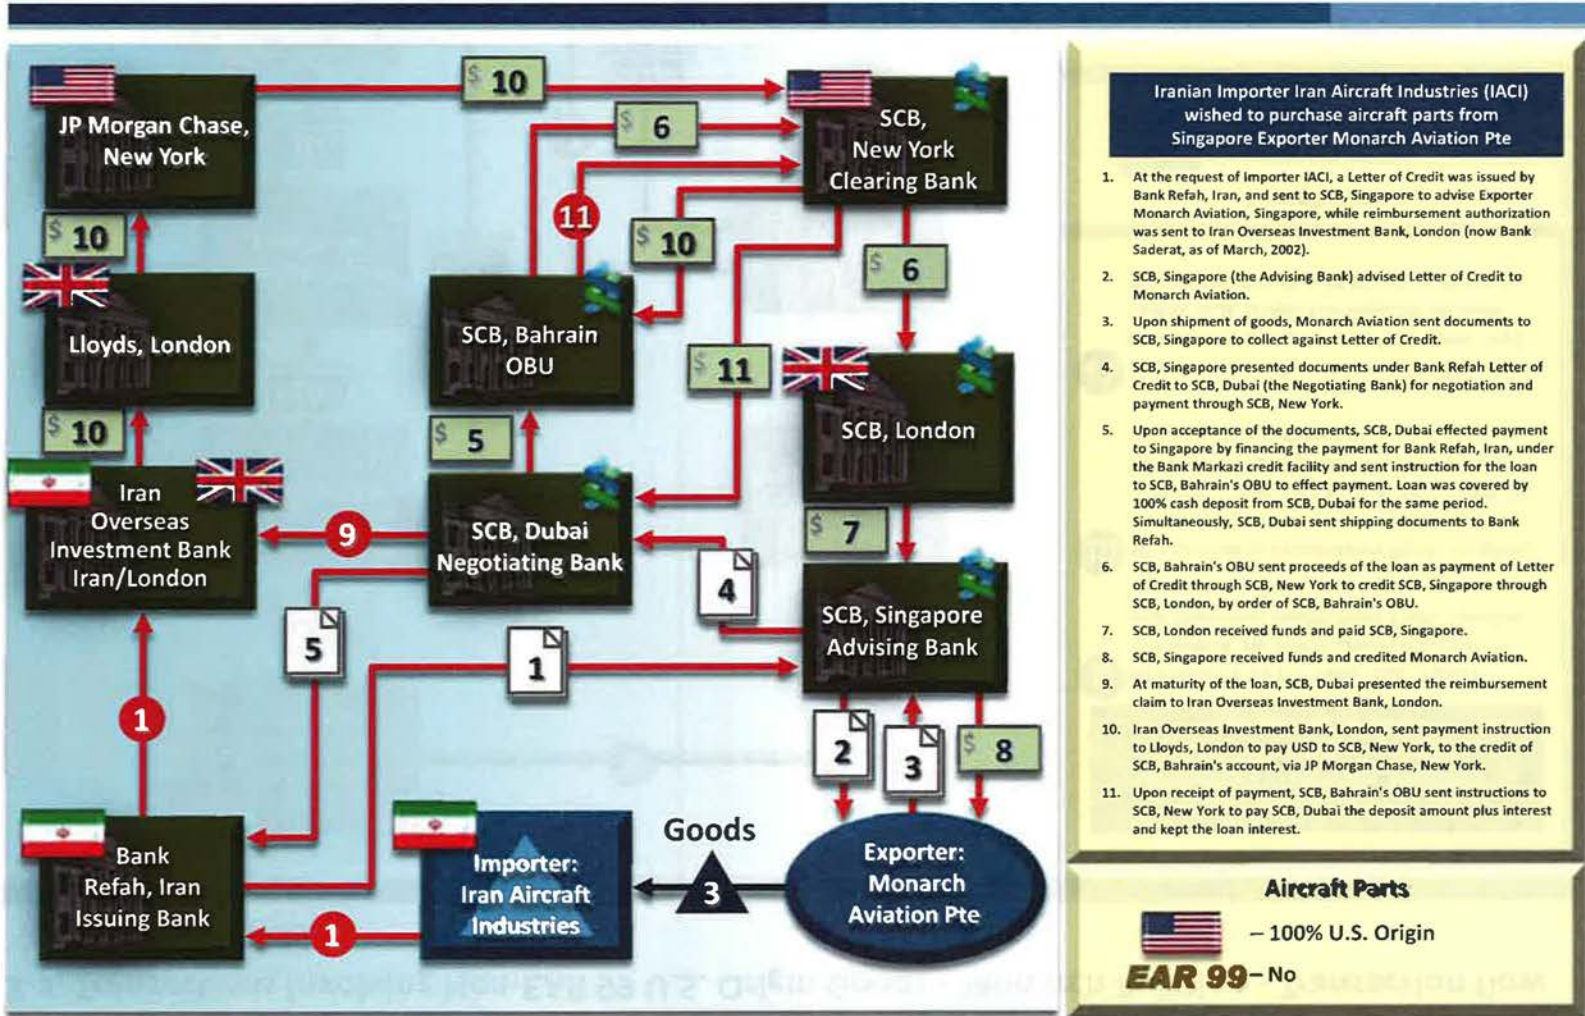 $ 10
JP Morgan Chase,
New York
SCB,
New York
Clearing Bank
$ 6
11
$ 10
$ 10
$ 6
Lloyds, London
SCB, Bahrain
OBU
$ 11
SCB, London
$ 10
$ 5
Iran
Overseas
Investment Bank
Iran/London
9
SCB, Dubai
Negotiating Bank
$ 7
4
SCB, Singapore
Advising Bank
5
1
1
2
3
$ 8
Bank
Refah, Iran
Issuing Bank
1
Importer:
Iran Aircraft
Industries
Goods
3
Exporter:
Monarch
Aviation Pte
Iranian Importer Iran Aircraft Industries (IACI)
wished to purchase aircraft parts from
Singapore Exporter Monarch Aviation Pte
1. At the request of Importer IACI, a Letter of Credit was issued by
Bank Refah, Iran, and sent to SCB, Singapore to advise Exporter
Monarch Aviation, Singapore, while reimbursement authorization
was sent to Iran Overseas Investment Bank, London (now Bank
Saderat, as of March, 2002).
2. SCB, Singapore (the Advising Bank) advised Letter of Credit to
Monarch Aviation.
3. Upon shipment of goods, Monarch Aviation sent documents to
SCB, Singapore to collect against Letter of Credit.
4. SCB, Singapore presented documents under Bank Refah Letter of
Credit to SCB, Dubai (the Negotiating Bank) for negotiation and
payment through SCB, New York.
5. Upon acceptance of the documents, SCB, Dubai effected payment
to Singapore by financing the payment for Bank Refah, Iran, under
the Bank Markazi credit facility and sent instruction for the loan
to SCB, Bahrain's OBU to effect payment. Loan was covered by
100% cash deposit from SCB, Dubai for the same period.
Simultaneously, SCB, Dubai sent shipping documents to Bank
Refah.
6. SCB, Bahrain's OBU sent proceeds of the loan as payment of Letter
of Credit through SCB, New York to credit SCB, Singapore through
SCB, London, by order of SCB, Bahrain's OBU.
7. SCB, London received funds and paid SCB, Singapore.
8. SCB, Singapore received funds and credited Monarch Aviation.
9. At maturity of the loan, SCB, Dubai presented the reimbursement
claim to Iran Overseas Investment Bank, London.
10. Iran Overseas Investment Bank, London, sent payment instruction
to Lloyds, London to pay USD to SCB, New York, to the credit of
SCB, Bahrain's account, via JP Morgan Chase, New York.
11. Upon receipt of payment, SCB, Bahrain's OBU sent instructions to
SCB, New York to pay SCB, Dubai the deposit amount plus interest
and kept the loan interest.
Aircraft Parts
– 100% U.S. Origin
EAR 99 – No